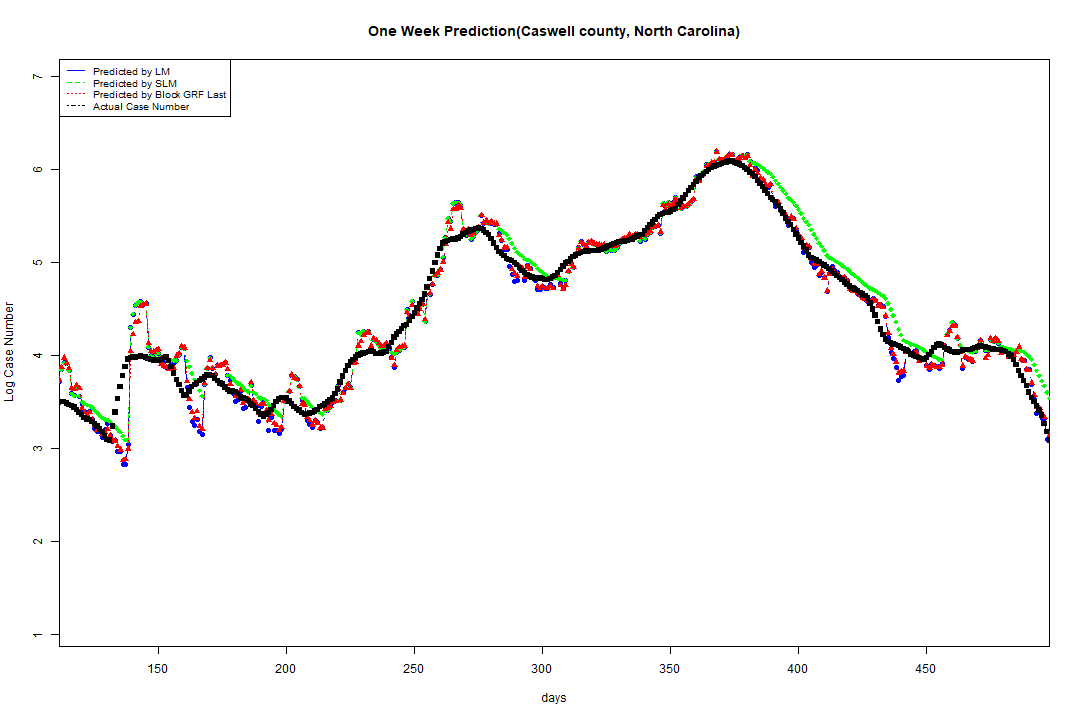 One Week Prediction(Caswell county, North Carolina)
Predicted by LM
Predicted by SLM
Predicted by Block GRF Last
Actual Case Number
7
6
5
4
3
2
1
Log Case Number
150 200 250 300 350 400 450
days